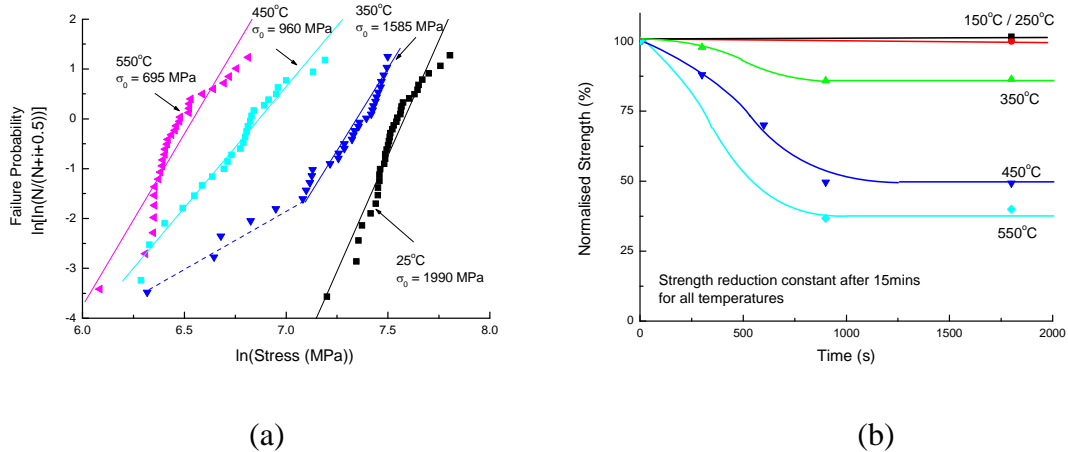 450°C
σ0 = 960 MPa
350°C
σ0 = 1585 MPa
550°C
σ0 = 695 MPa
25°C
σ0 = 1990 MPa
Failure Probability
ln[ln(N/(N+i+0.5))]
2
1
0
-1
-2
-3
-4
6.0 6.5 7.0 7.5 8.0
ln(Stress (MPa))
(a)
150°C / 250°C
350°C
450°C
550°C
Strength reduction constant after 15mins
for all temperatures
Normalised Strength (%)
100
75
50
25
0
0 500 1000 1500 2000
Time (s)
(b)